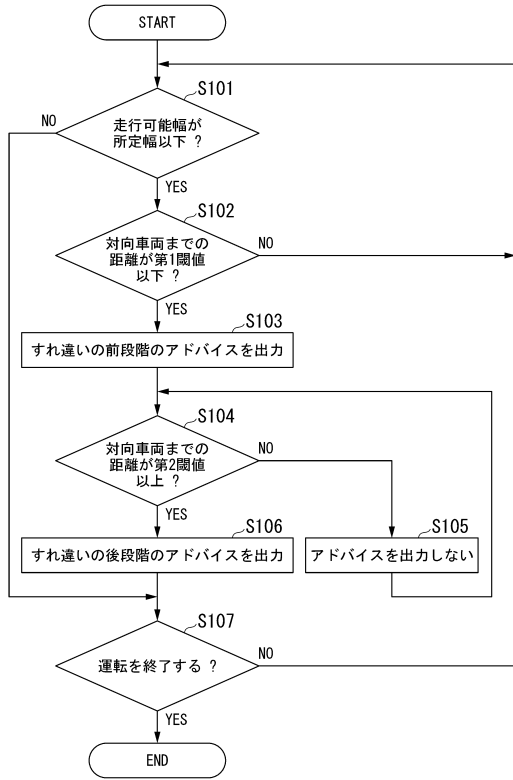 START
S101
NO
走行可能幅が
所定幅以下 ?
YES
S102
対向車両までの
距離が第1閾値
以下 ?
NO
YES
S103
すれ違いの前段階のアドバイスを出力
S104
対向車両までの
距離が第2閾値
以上 ?
NO
YES
S106
すれ違いの後段階のアドバイスを出力
S105
アドバイスを出力しない
S107
運転を終了する ?
NO
YES
END